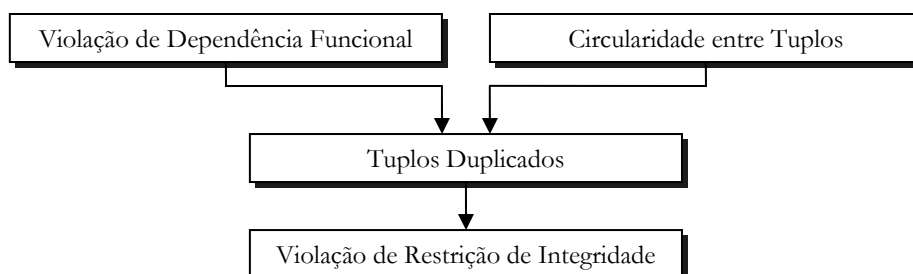 Violação de Dependência Funcional
Circularidade entre Tuplos
Tuplos Duplicados
Violação de Restrição de Integridade